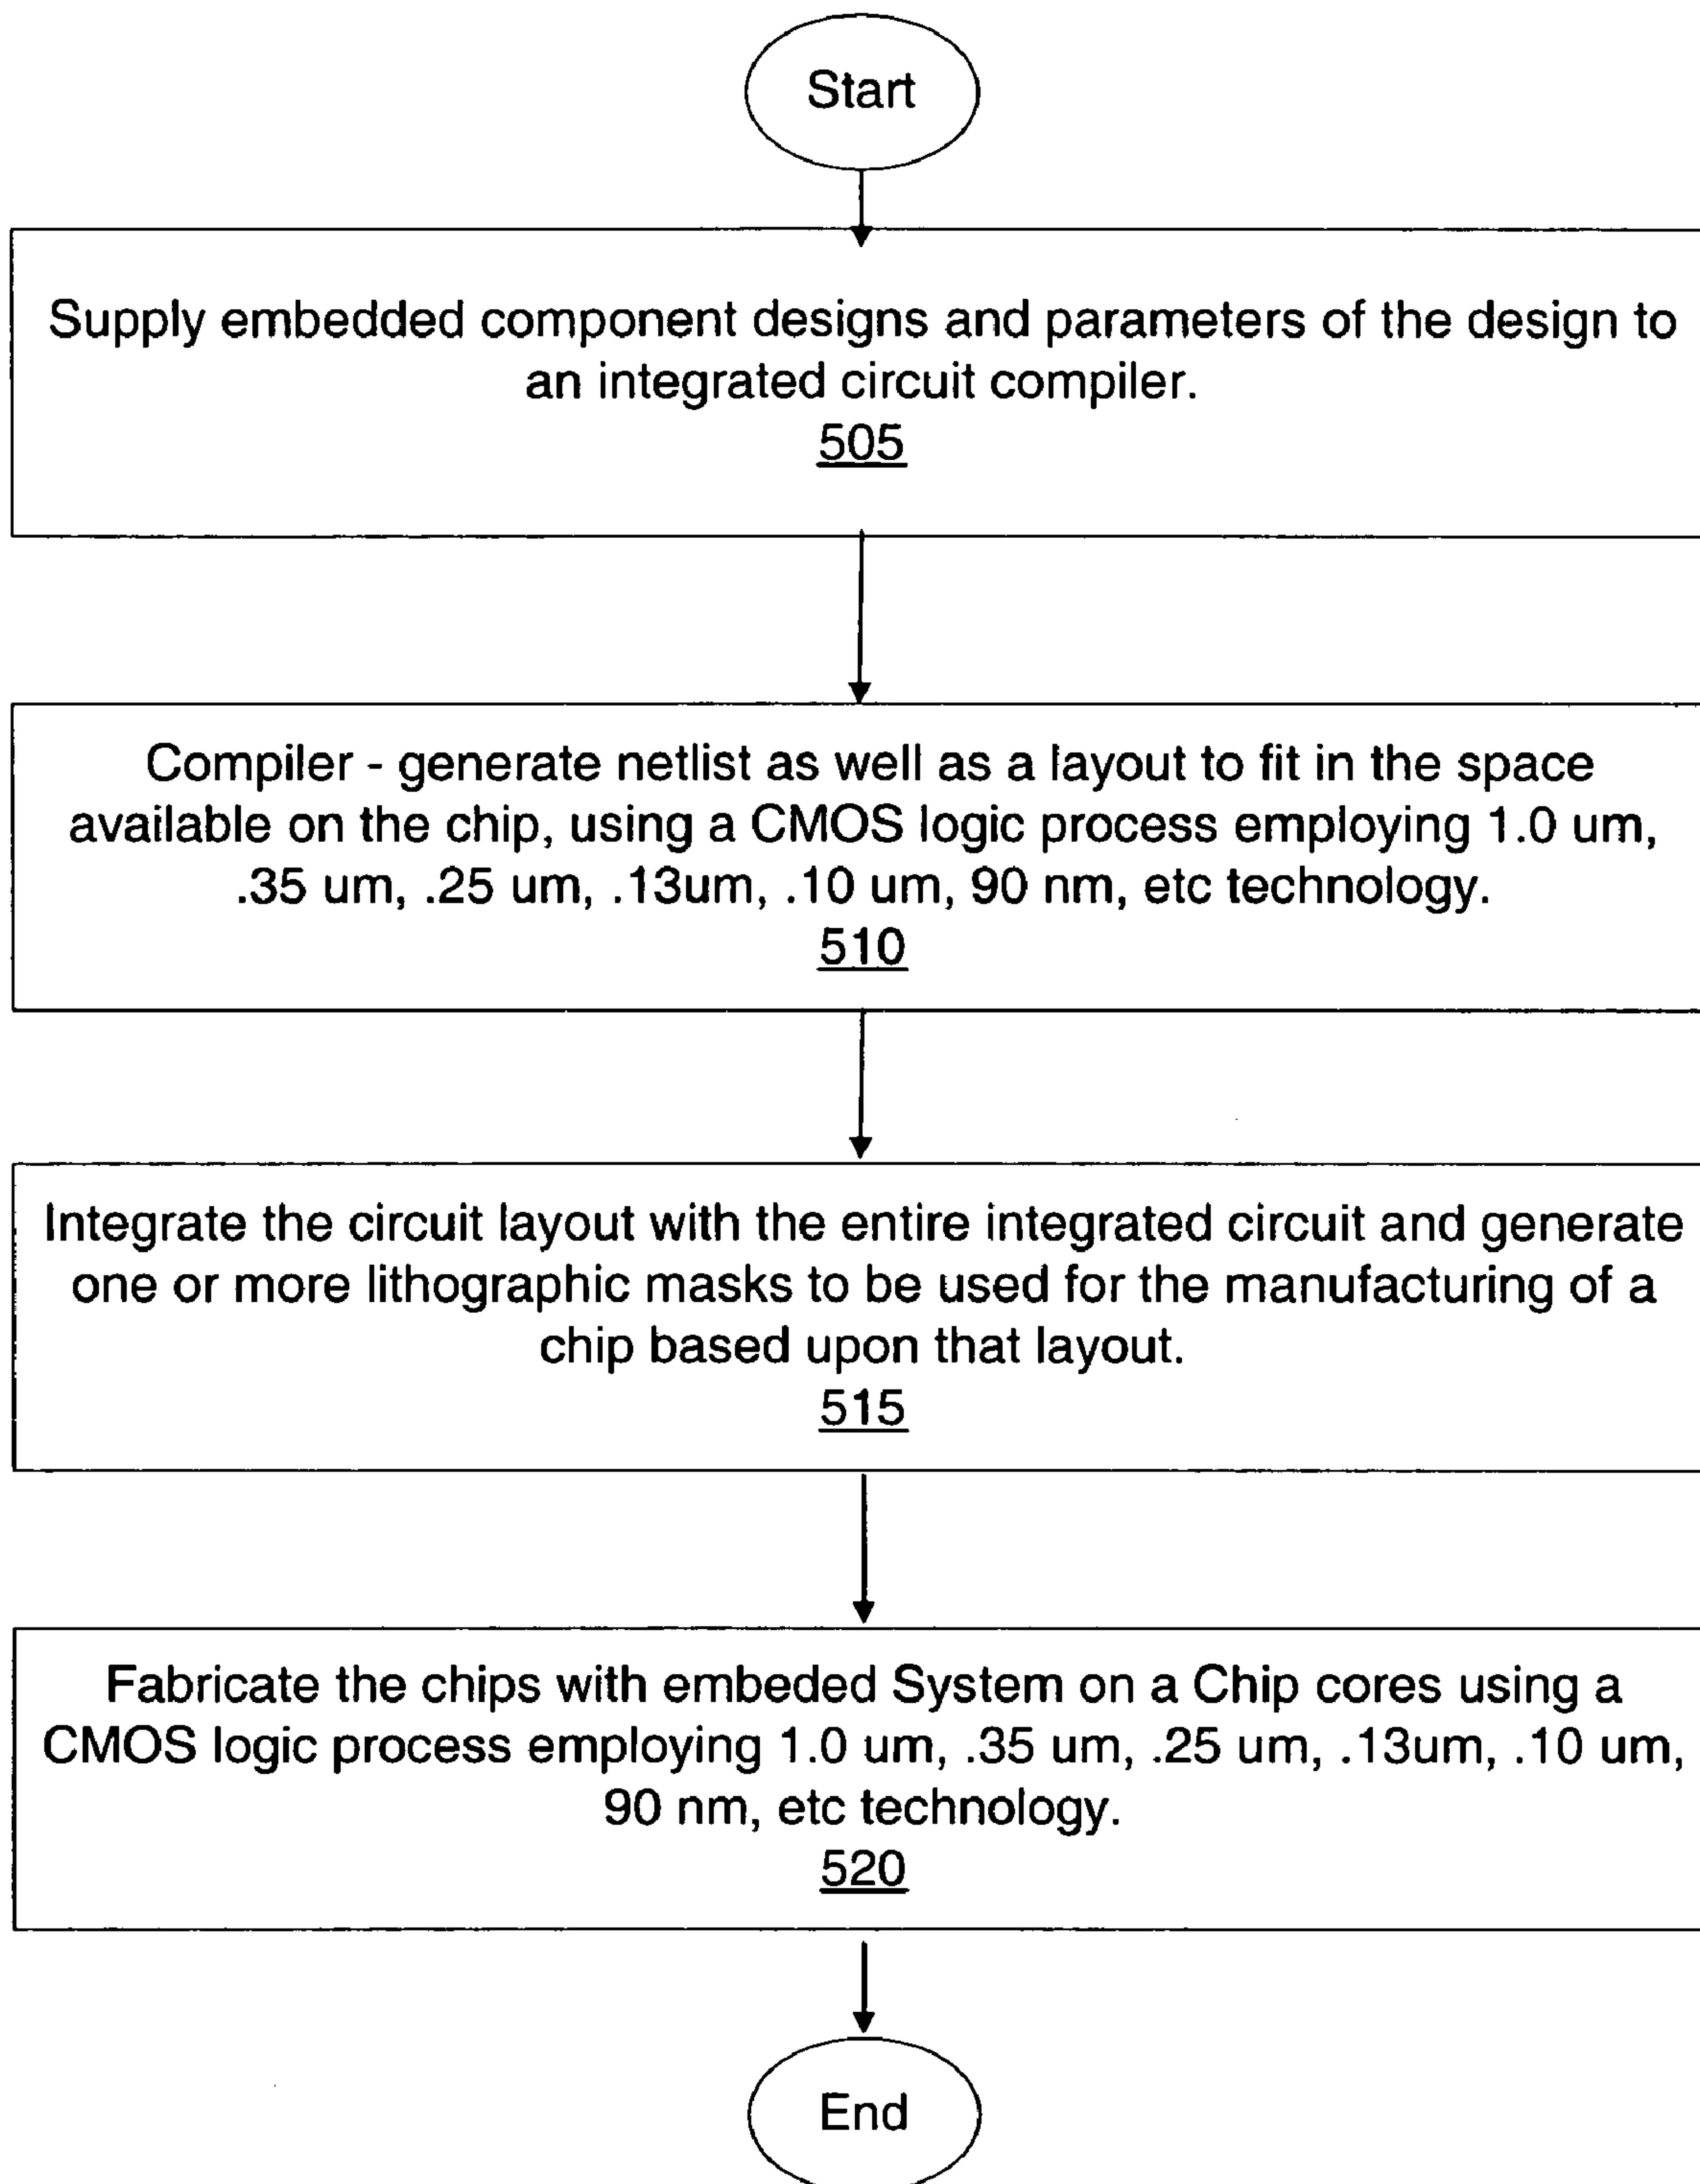 Start
Supply embedded component designs and parameters of the design to
an integrated circuit compiler.
505
Compiler - generate netlist as well as a layout to fit in the space
available on the chip, using a CMOS logic process employing 1.0 um,
.35 um, .25 um, .13um, .10 um, 90 nm, etc technology.
510
Integrate the circuit layout with the entire integrated circuit and generate
one or more lithographic masks to be used for the manufacturing of a
chip based upon that layout.
515
Fabricate the chips with embeded System on a Chip cores using a
CMOS logic process employing 1.0 um, .35 um, .25 um, .13um, .10 um,
90 nm, etc technology.
520
End